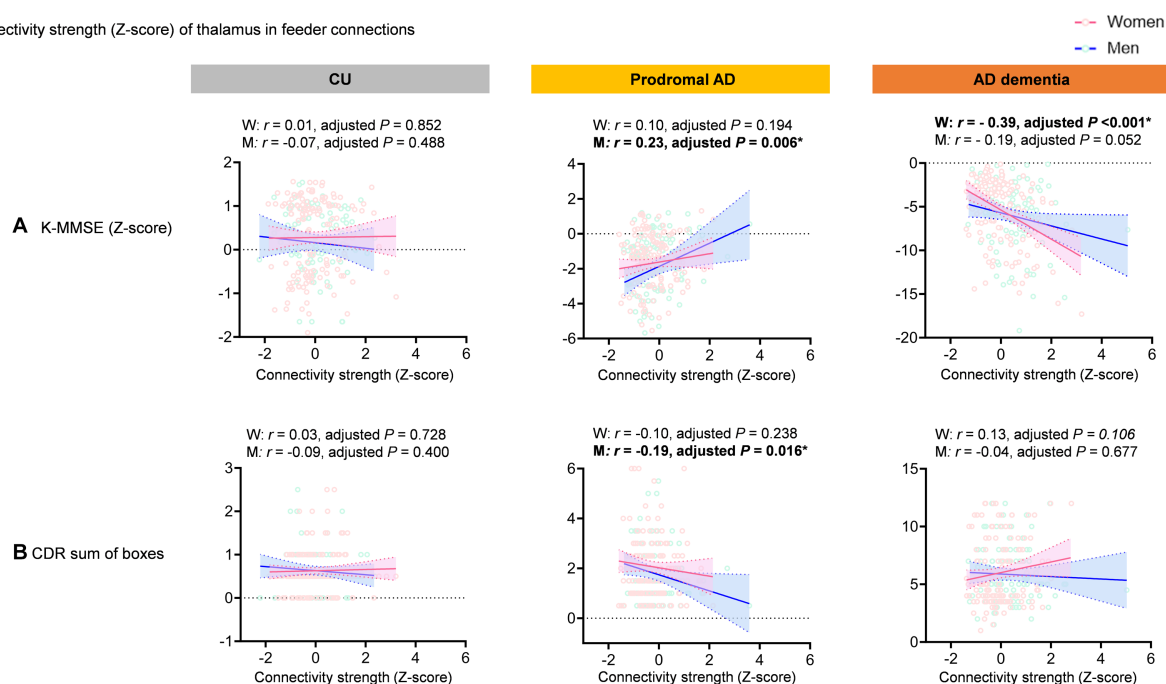 ectivity strength (Z-score) of thalamus in feeder connections
Women
Men
CU
Prodromal AD
AD dementia
W: r = 0.01, adjusted P = 0.852
M: r = -0.07, adjusted P = 0.488
W: r = 0.10, adjusted P = 0.194
M: r = 0.23, adjusted P = 0.006*
W: r = - 0.39, adjusted P <0.001*
M: r = - 0.19, adjusted P = 0.052
A K-MMSE (Z-score)
2
1
0
-1
-2
-2 0 2 4 6
Connectivity strength (Z-score)
4
2
0
-2
-4
-6
-2 0 2 4 6
Connectivity strength (Z-score)
0
-5
-10
-15
-20
-2 0 2 4 6
Connectivity strength (Z-score)
W: r = 0.03, adjusted P = 0.728
M: r = -0.09, adjusted P = 0.400
W: r = -0.10, adjusted P = 0.238
M: r = -0.19, adjusted P = 0.016*
W: r = 0.13, adjusted P = 0.106
M: r = -0.04, adjusted P = 0.677
B CDR sum of boxes
3
2
1
0
-1
-2 0 2 4 6
Connectivity strength (Z-score)
6
4
2
0
-2 0 2 4 6
Connectivity strength (Z-score)
15
10
5
0
-2 0 2 4 6
Connectivity strength (Z-score)